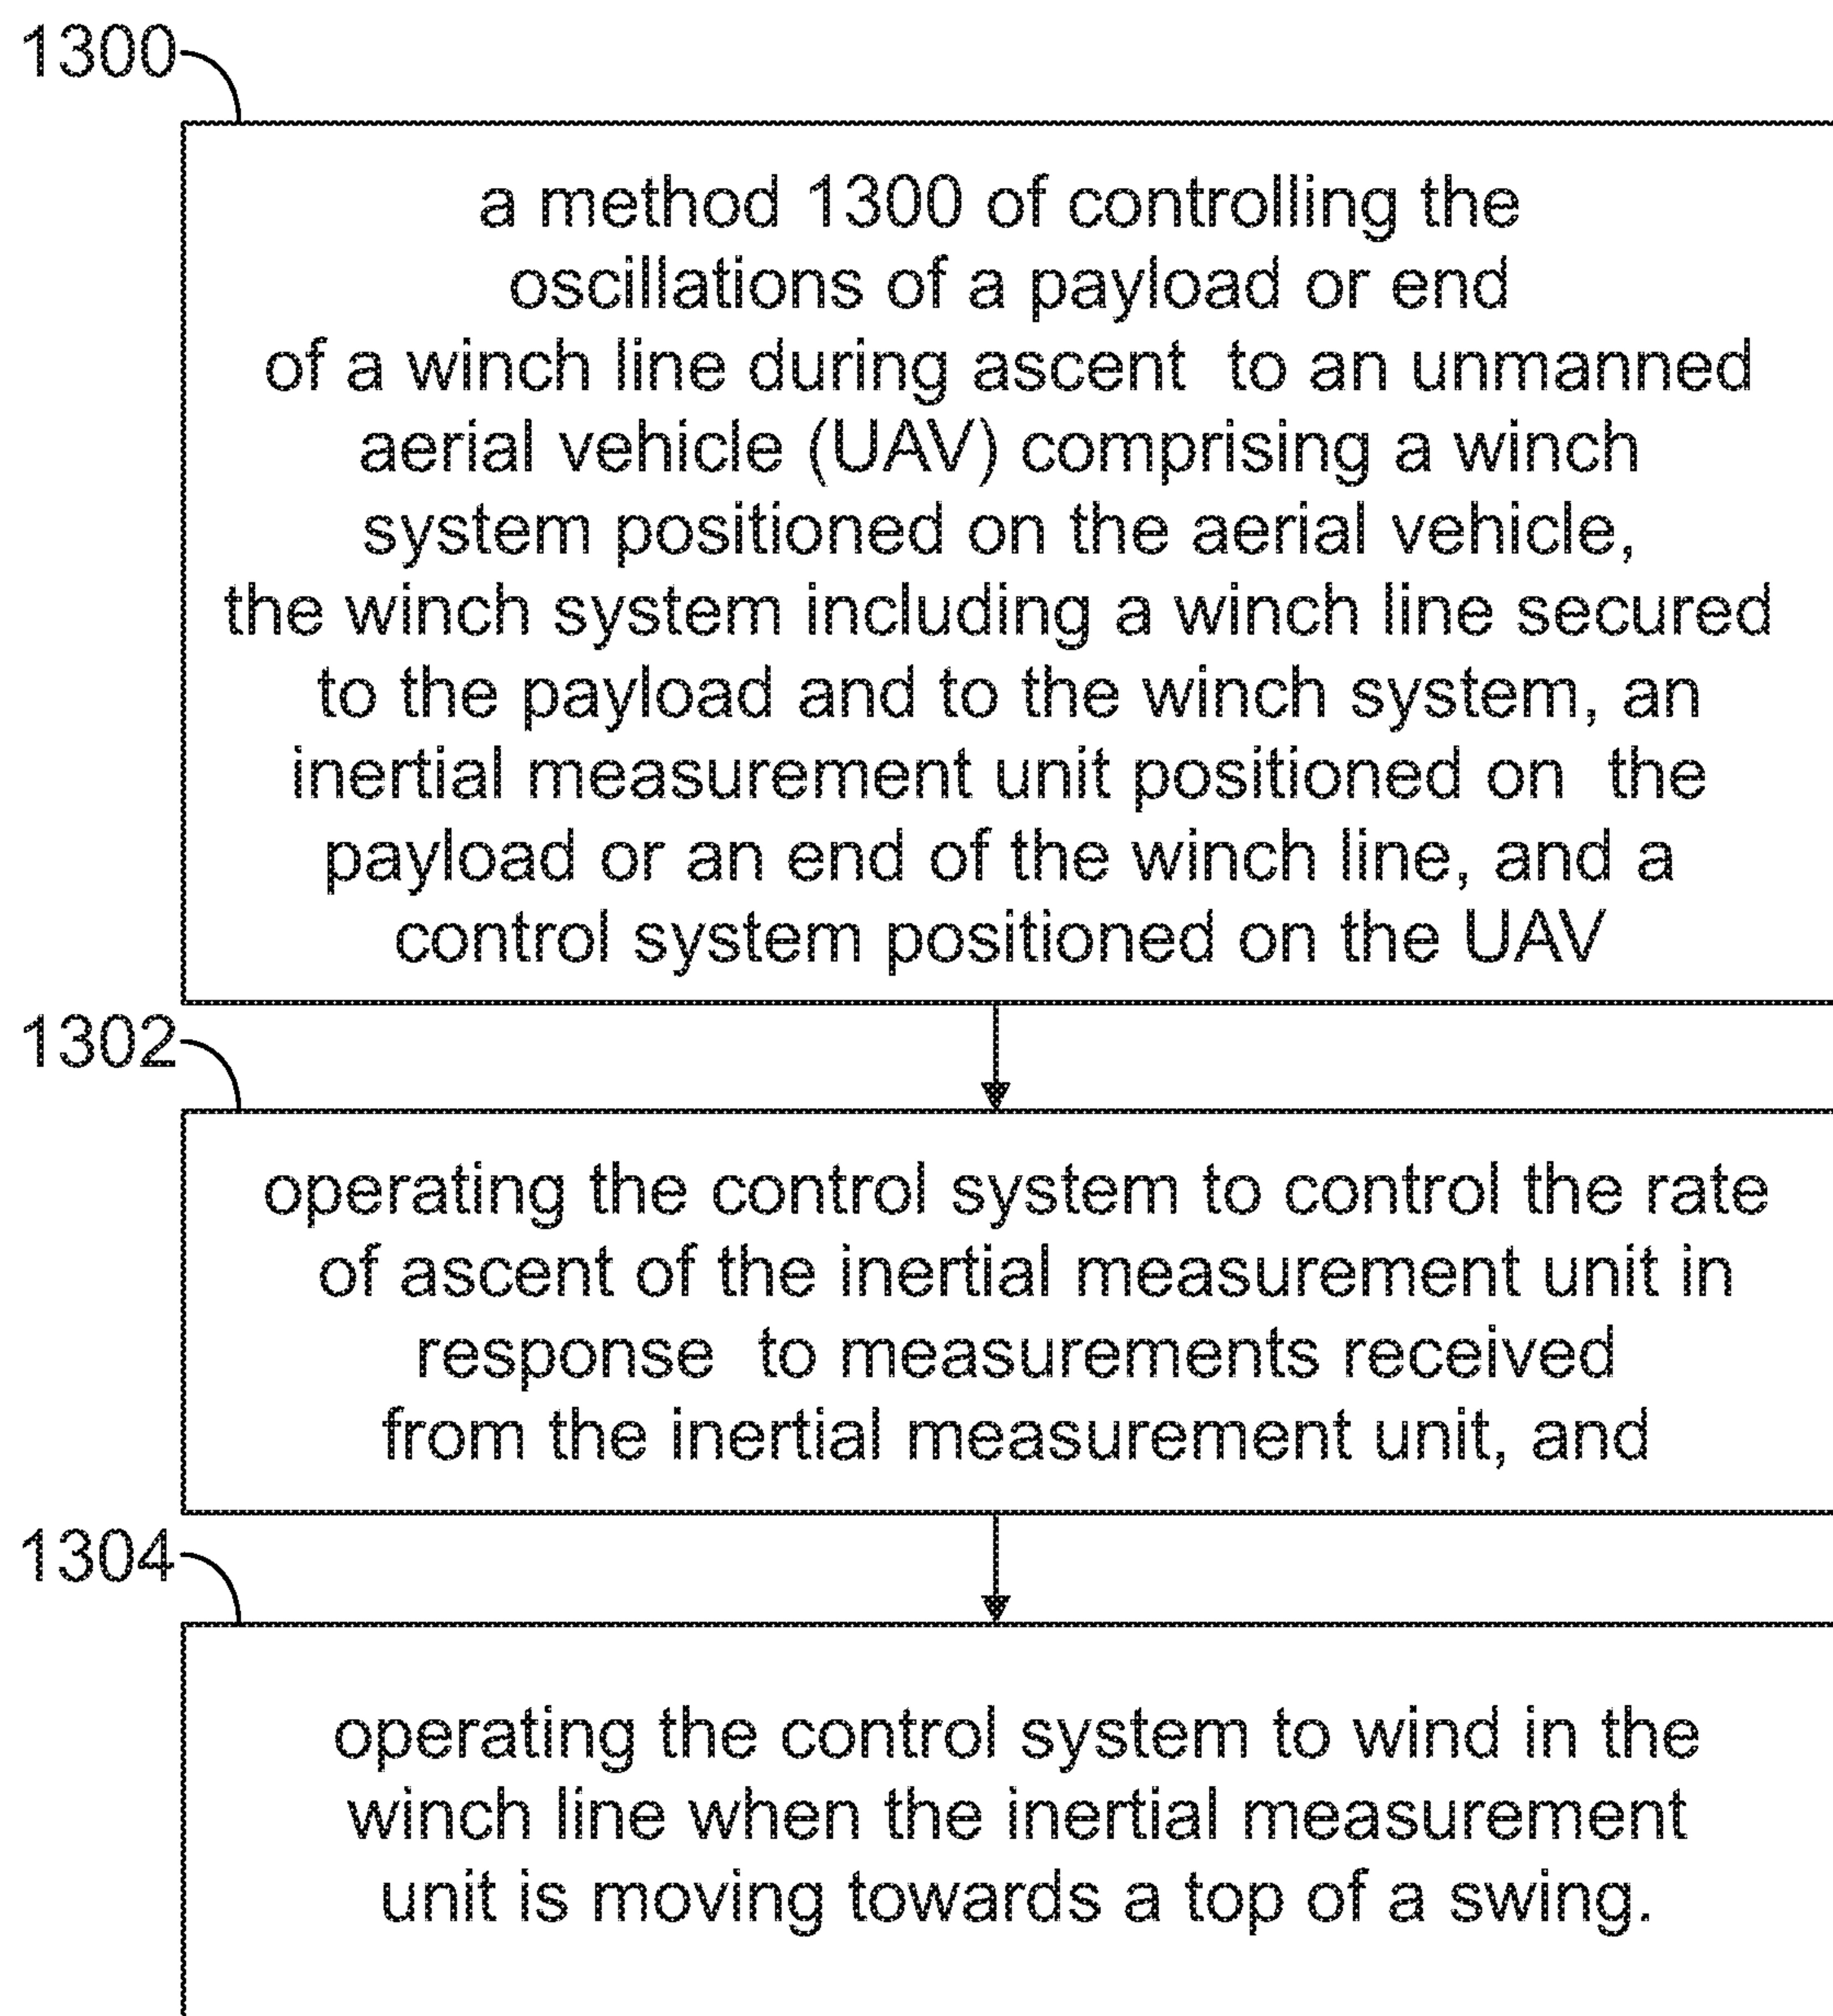 1300
a method 1300 of controlling the
oscillations of a payload or end
of a winch line during ascent to an unmanned
aerial vehicle (UAV) comprising a winch
system positioned on the aerial vehicle,
the winch system including a winch line secured
to the payload and to the winch system, an
inertial measurement unit positioned on the
payload or an end of the winch line, and a
control system positioned on the UAV
1302
operating the control system to control the rate
of ascent of the inertial measurement unit in
response to measurements received
from the inertial measurement unit, and
1304
operating the control system to wind in the
winch line when the inertial measurement
unit is moving towards a top of a swing.